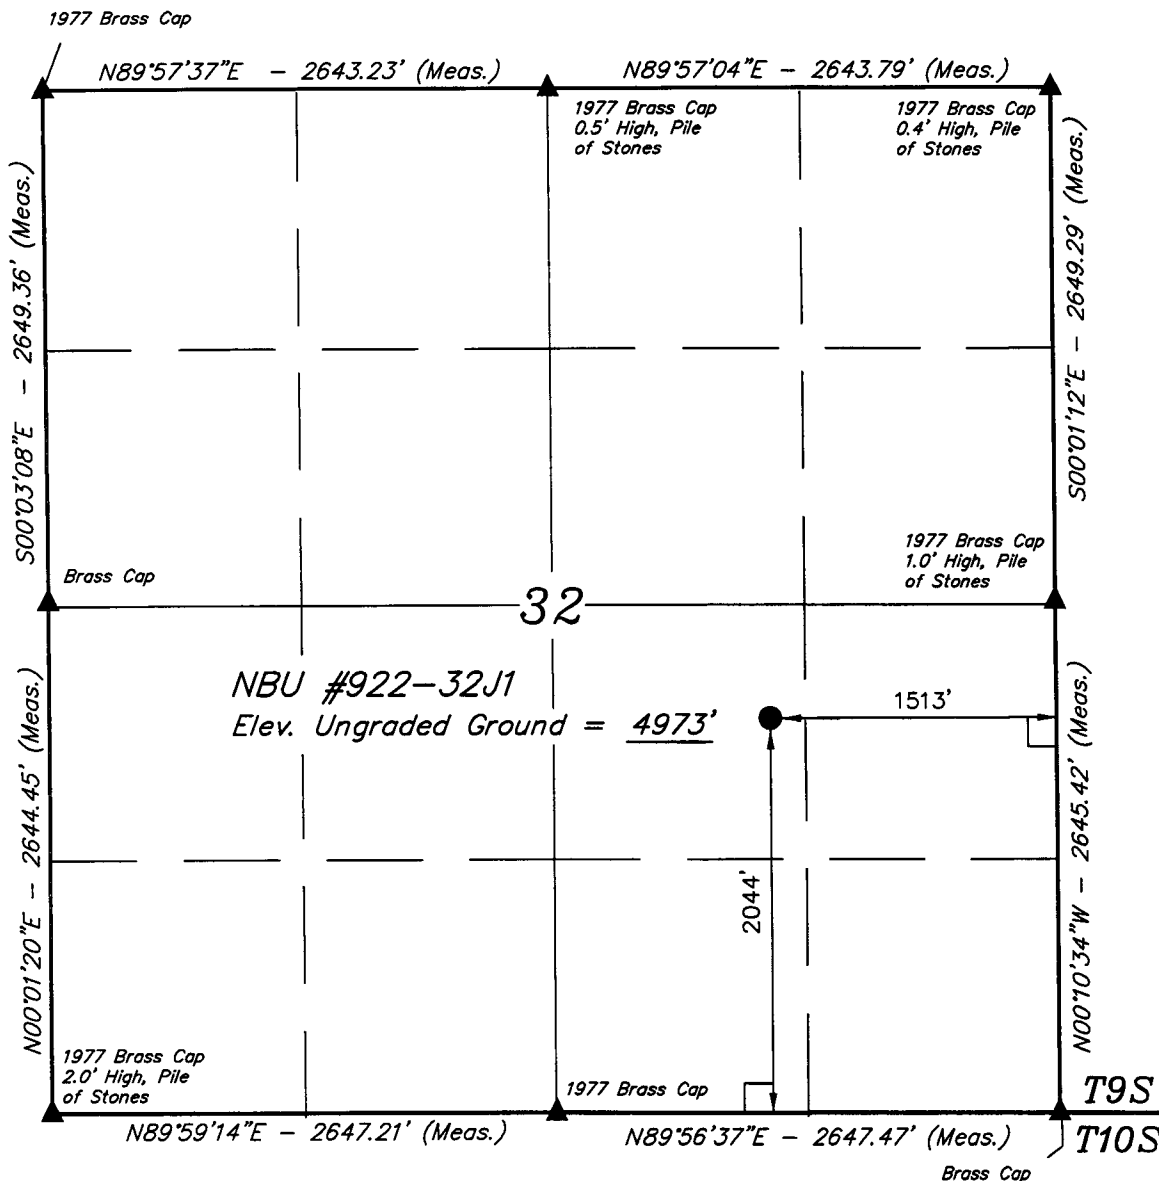 1977 Brass Cap
N89°57'37"E - 2643.23' (Meas.)
N89°57'04"E - 2643.79' (Meas.)
1977 Brass Cap
0.5' High, Pile
of Stones
1977 Brass Cap
0.4' High, Pile
of Stones
S00°03'08"E - 2649.36' (Meas.)
S00°01'12"E - 2649.29' (Meas.)
1977 Brass Cap
1.0' High, Pile
of Stones
Brass Cap
32
NBU #922-32J1
Elev. Ungraded Ground = 4973'
1513'
2044'
N00°01'20"E - 2644.45' (Meas.)
N00°10'34"W - 2645.42' (Meas.)
1977 Brass Cap
2.0' High, Pile
of Stones
1977 Brass Cap
T9S
N89°59'14"E - 2647.21' (Meas.)
N89°56'37"E - 2647.47' (Meas.)
T10S
Brass Cap